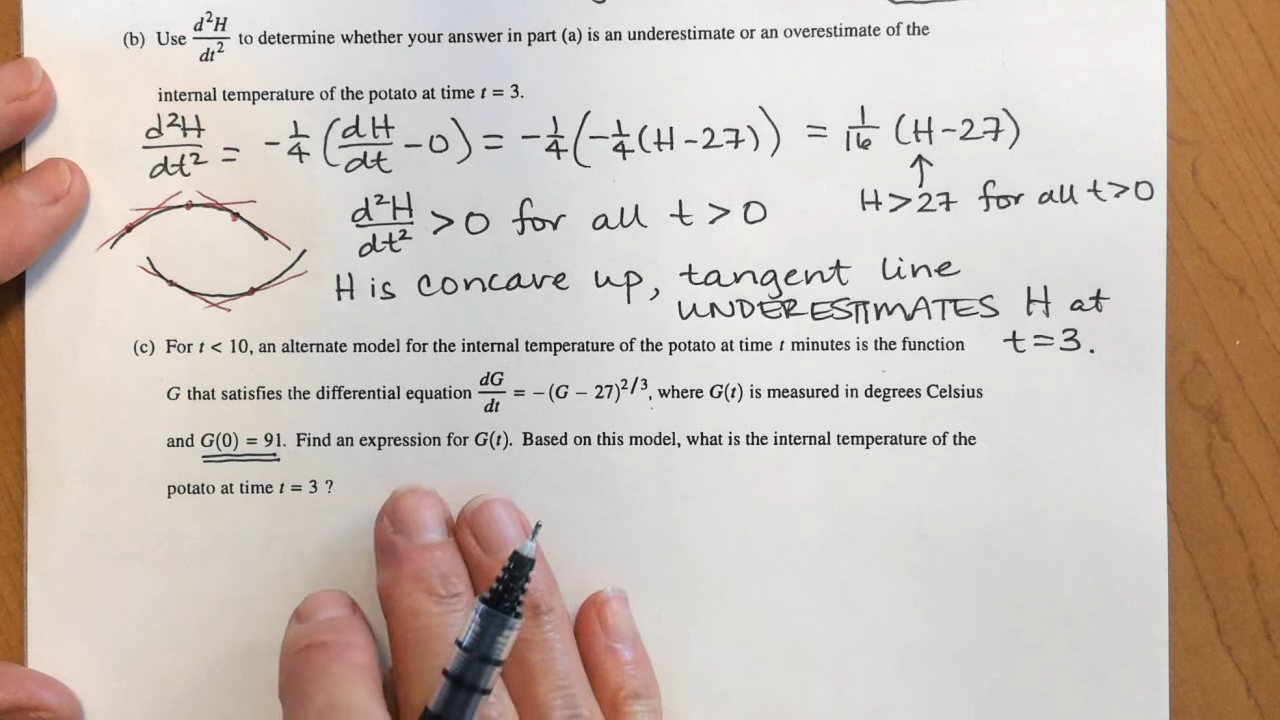 (b) Use d²H/dt² to determine whether your answer in part (a) is an underestimate or an overestimate of the
internal temperature of the potato at time t = 3.
d²H/dt² = -1/4 (dH/dt - 0) = -1/4(-1/4(H-27)) = 1/16 (H-27)
↑
H>27 for all t>0
d²H/dt² > 0 for all t > 0
H is concave up, tangent line
UNDERESTIMATES H at
t=3.
(c) For t < 10, an alternate model for the internal temperature of the potato at time t minutes is the function
G that satisfies the differential equation dG/dt = −(G − 27)^2/3, where G(t) is measured in degrees Celsius
and G(0) = 91. Find an expression for G(t). Based on this model, what is the internal temperature of the
potato at time t = 3 ?